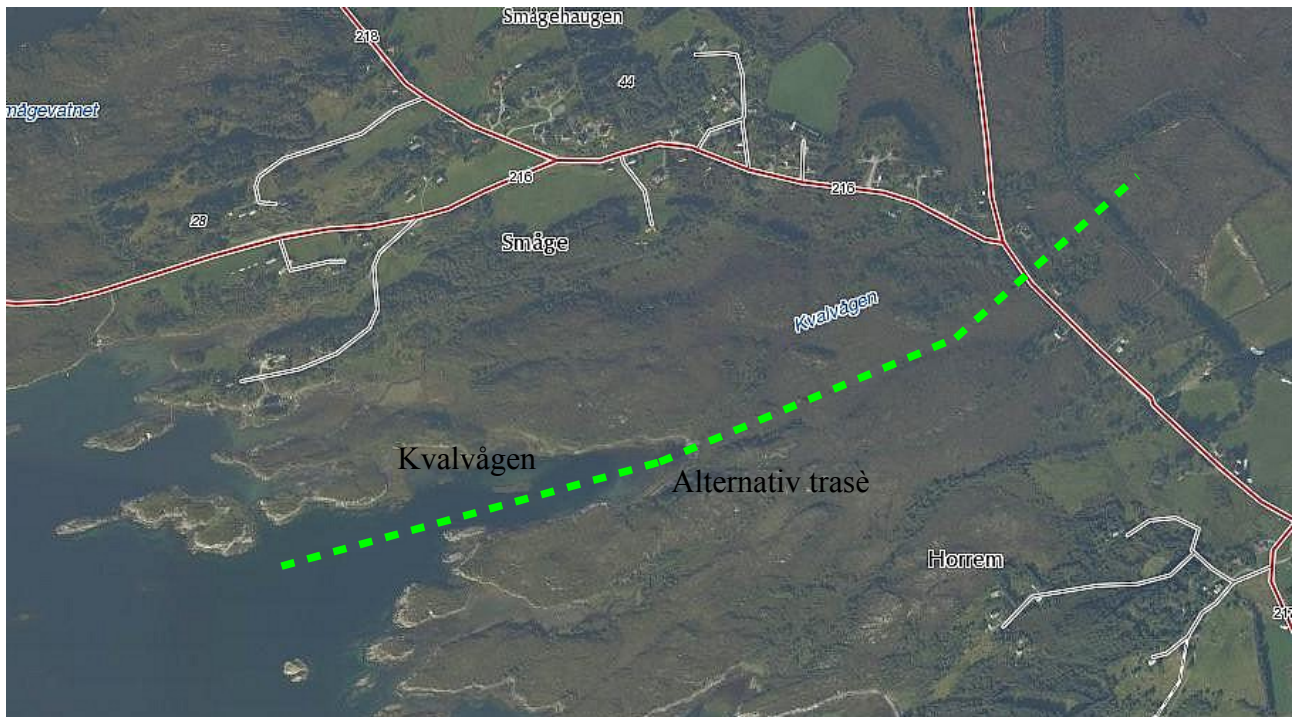 Smågehaugen
218
44
mågevatnet
216
216
28
Småge
Kvalvågen
Kvalvågen
Alternativ trasè
Horrem
217